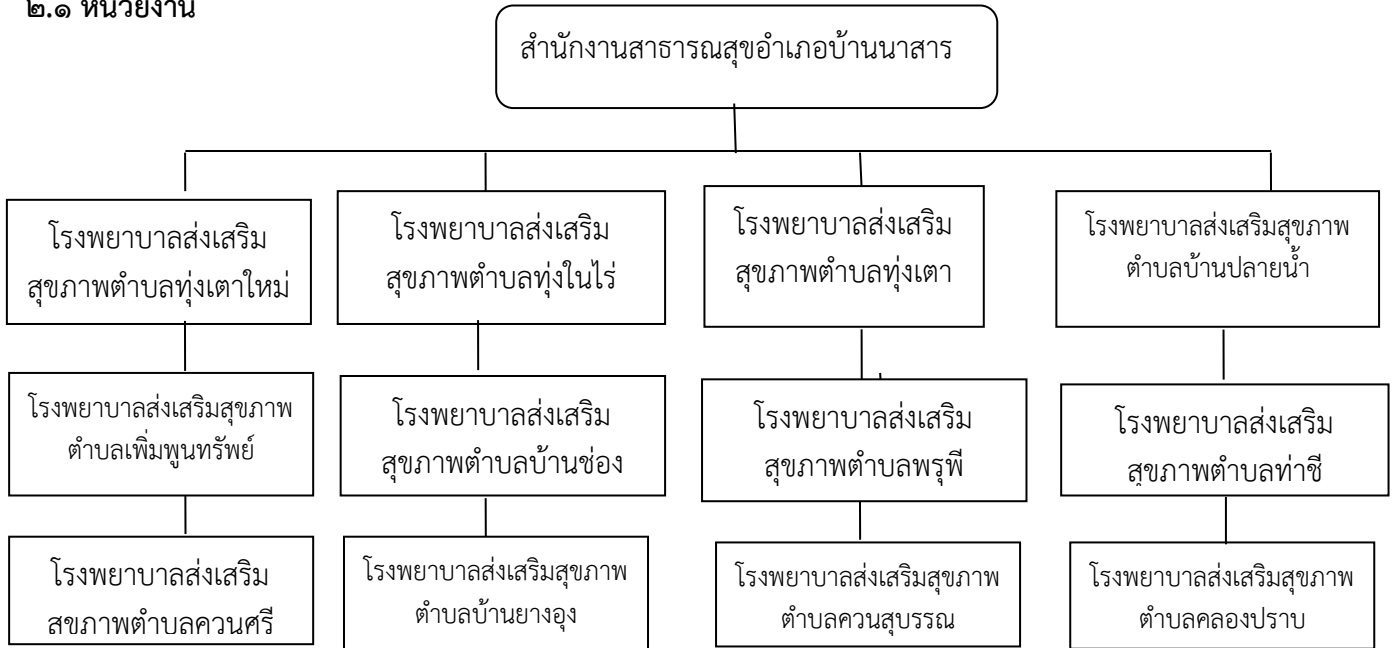 ๒.๑ หน่วยงาน
สำนักงานสาธารณสุขอำเภอบ้านนาสาร
โรงพยาบาลส่งเสริม
สุขภาพตำบลทุ่งเตาใหม่
โรงพยาบาลส่งเสริม
สุขภาพตำบลทุ่งในไร่
โรงพยาบาลส่งเสริม
สุขภาพตำบลทุ่งเตา
โรงพยาบาลส่งเสริมสุขภาพ
ตำบลบ้านปลายน้ำ
โรงพยาบาลส่งเสริมสุขภาพ
ตำบลเพิ่มพูนทรัพย์
โรงพยาบาลส่งเสริม
สุขภาพตำบลบ้านช่อง
โรงพยาบาลส่งเสริม
สุขภาพตำบลพรุพี
โรงพยาบาลส่งเสริม
สุขภาพตำบลท่าชี
โรงพยาบาลส่งเสริม
สุขภาพตำบลควนศรี
โรงพยาบาลส่งเสริมสุขภาพ
ตำบลบ้านยางอุง
โรงพยาบาลส่งเสริมสุขภาพ
ตำบลควนสุบรรณ
โรงพยาบาลส่งเสริมสุขภาพ
ตำบลคลองปราบ